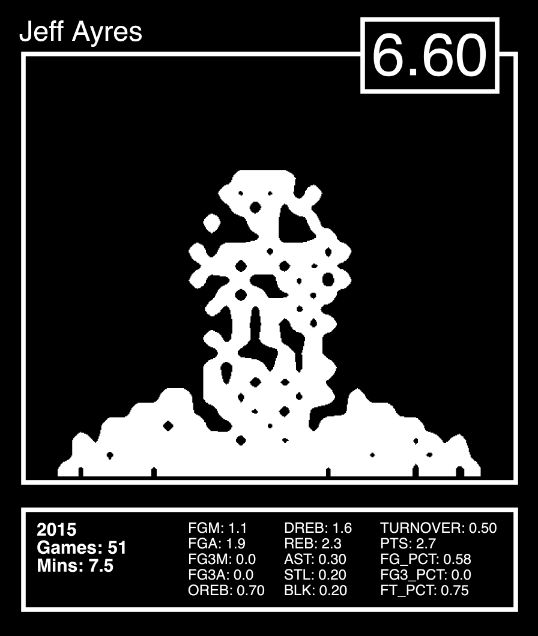 Jeff Ayres
6.60
2015
Games: 51
Mins: 7.5
FGM: 1.1
FGA: 1.9
FG3M: 0.0
FG3A: 0.0
OREB: 0.70
DREB: 1.6
REB: 2.3
AST: 0.30
STL: 0.20
BLK: 0.20
TURNOVER: 0.50
PTS: 2.7
FG_PCT: 0.58
FG3_PCT: 0.0
FT_PCT: 0.75